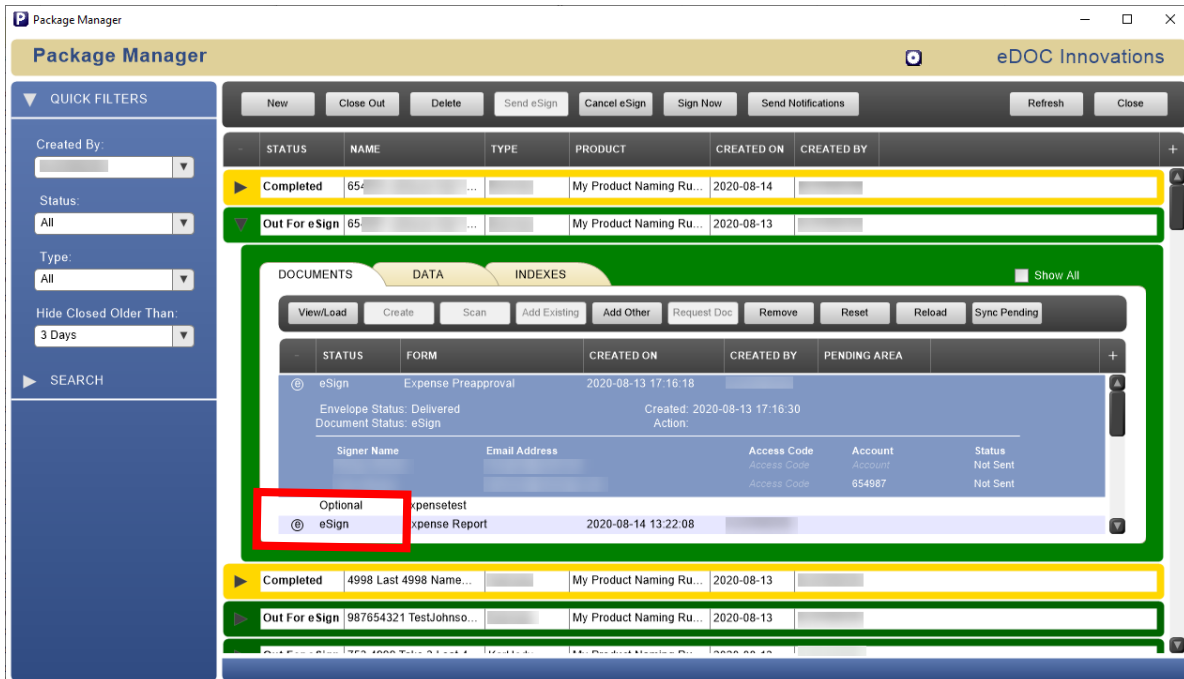 Package Manager
Package Manager eDOC Innovations
QUICK FILTERS
Created By:
Status:
All
Type:
All
Hide Closed Older Than:
3 Days
SEARCH
New Close Out Delete Send eSign Cancel eSign Sign Now Send Notifications Refresh Close
- STATUS NAME TYPE PRODUCT CREATED ON CREATED BY +
Completed 654 ... My Product Naming Ru... 2020-08-14
Out For eSign 65 ... My Product Naming Ru... 2020-08-13
DOCUMENTS DATA INDEXES Show All
View/Load Create Scan Add Existing Add Other Request Doc Remove Reset Reload Sync Pending
- STATUS FORM CREATED ON CREATED BY PENDING AREA +
e eSign Expense Preapproval 2020-08-13 17:16:18
Envelope Status: Delivered Created: 2020-08-13 17:16:30
Document Status: eSign Action:
Signer Name Email Address Access Code Account Status
Access Code Account Not Sent
Access Code 654987 Not Sent
Optional xpensetest
e eSign xpense Report 2020-08-14 13:22:08
Completed 4998 Last 4998 Name... My Product Naming Ru... 2020-08-13
Out For eSign 987654321 TestJohnso... My Product Naming Ru... 2020-08-13